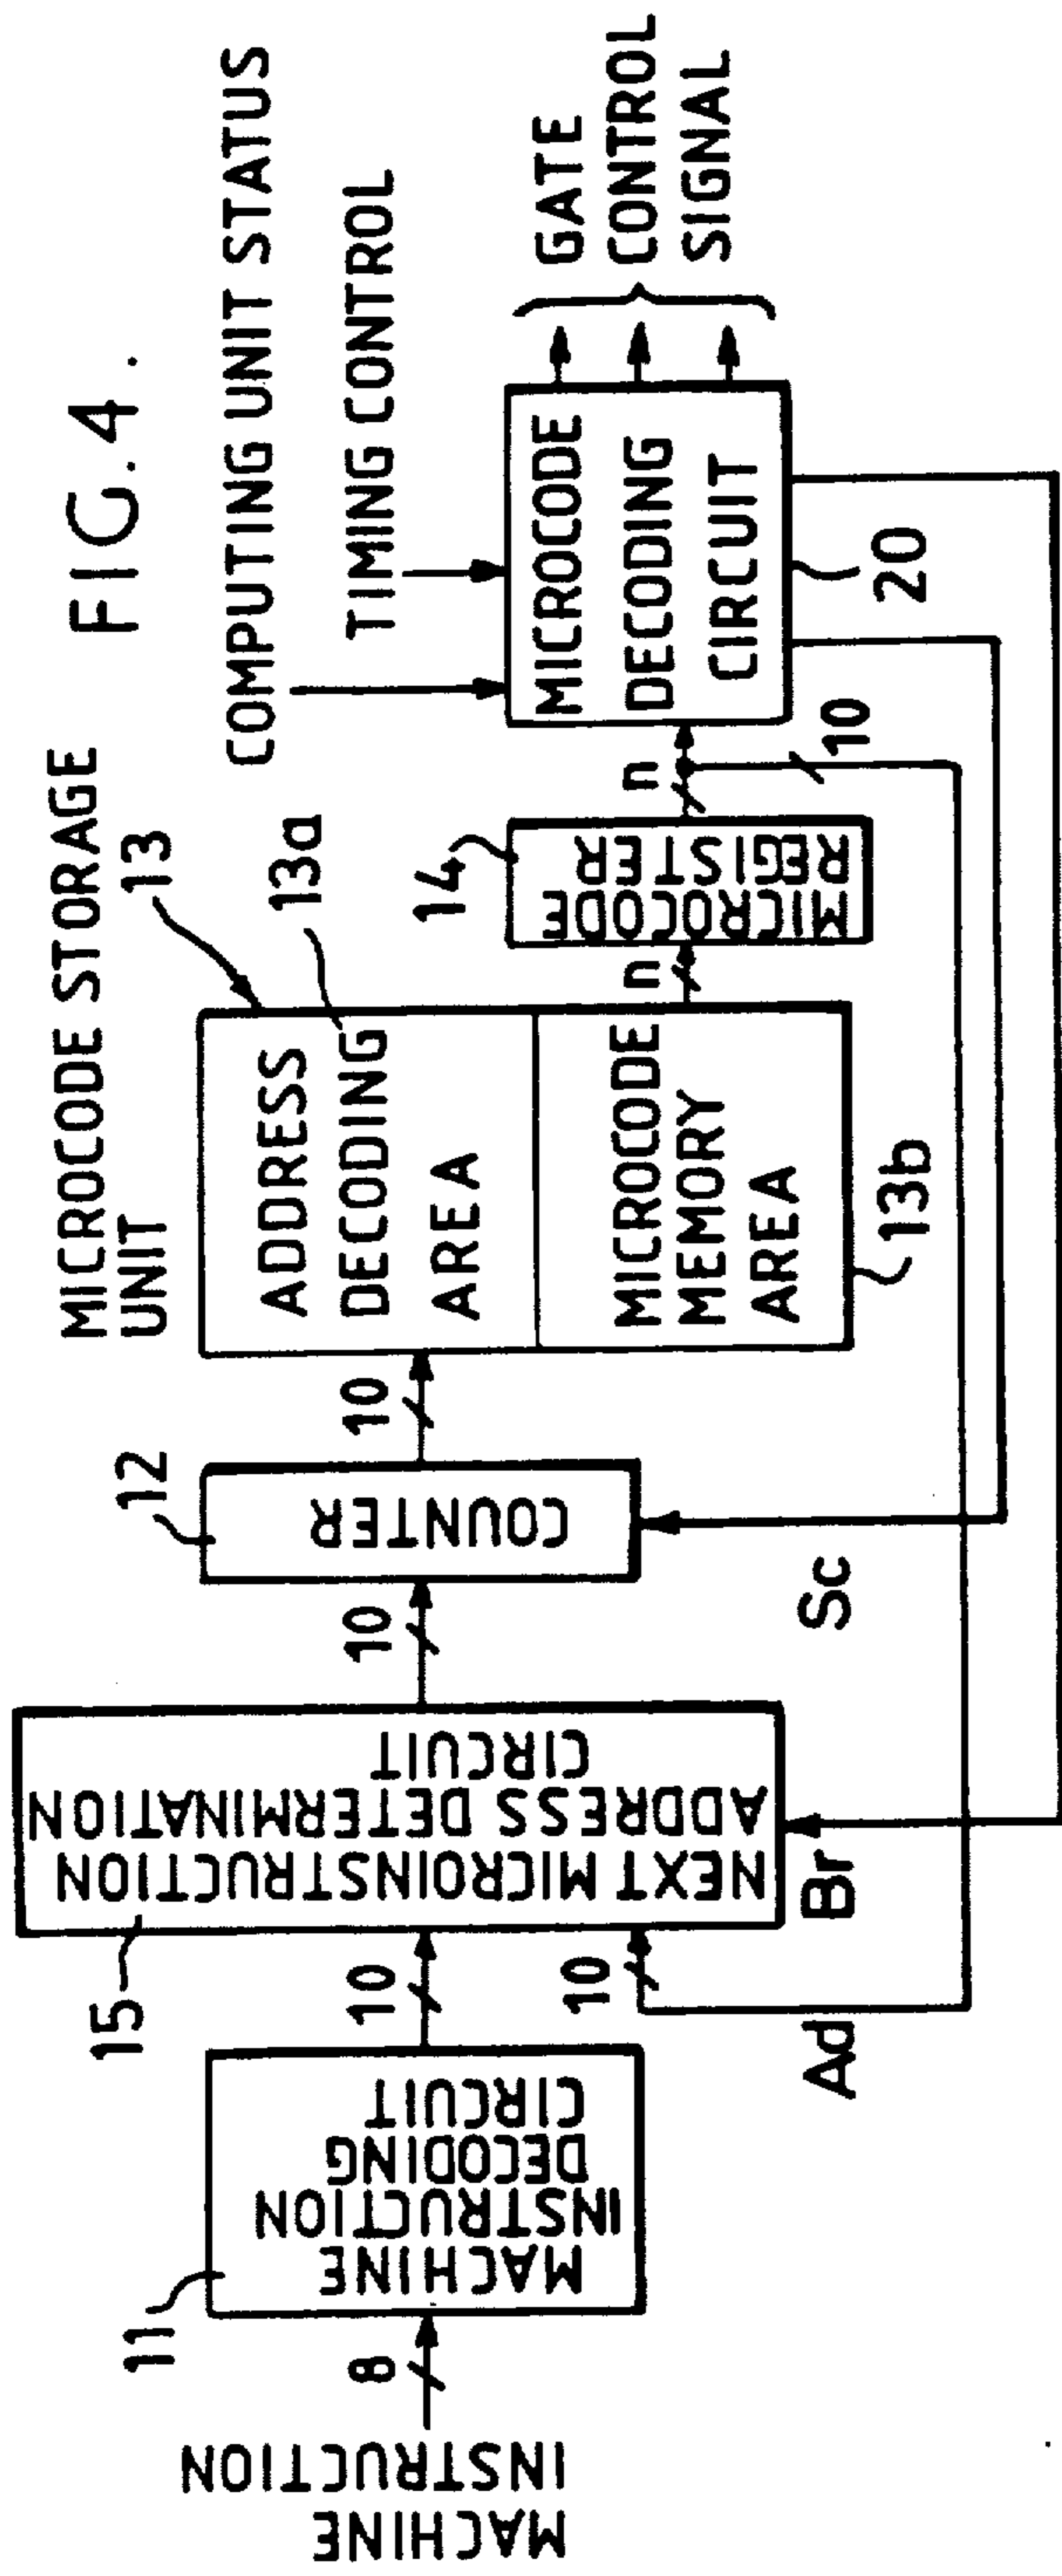 FIG.4.
MICROCODE STORAGE
UNIT
13
COMPUTING UNIT STATUS
TIMING CONTROL
MACHINE
INSTRUCTION
8
11
MACHINE
INSTRUCTION
DECODING
CIRCUIT
10
10
Ad
15
NEXT MICROINSTRUCTION
ADDRESS DETERMINATION
CIRCUIT
Br
10
12
COUNTER
Sc
10
13a
ADDRESS
DECODING
AREA
MICROCODE
MEMORY
AREA
13b
n
14
MICROCODE
REGISTER
n
10
MICROCODE
DECODING
CIRCUIT
20
GATE
CONTROL
SIGNAL